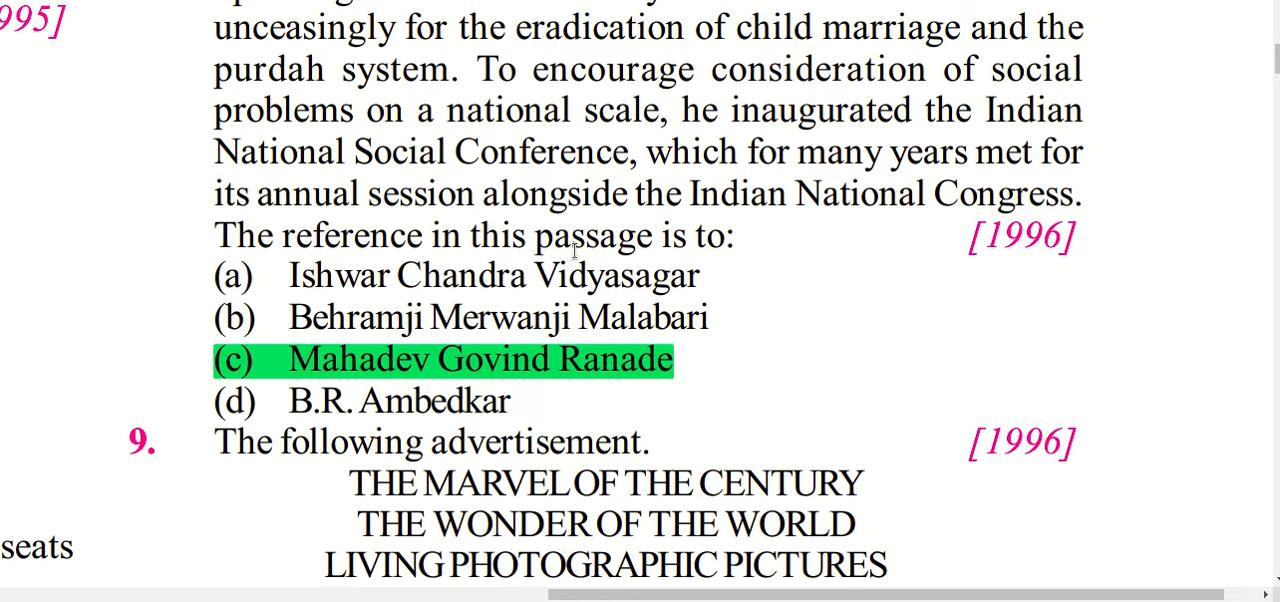 995]
unceasingly for the eradication of child marriage and the
purdah system. To encourage consideration of social
problems on a national scale, he inaugurated the Indian
National Social Conference, which for many years met for
its annual session alongside the Indian National Congress.
The reference in this passage is to: [1996]
(a) Ishwar Chandra Vidyasagar
(b) Behramji Merwanji Malabari
(c) Mahadev Govind Ranade
(d) B.R. Ambedkar
9. The following advertisement. [1996]
THE MARVEL OF THE CENTURY
THE WONDER OF THE WORLD
seats
LIVING PHOTOGRAPHIC PICTURES